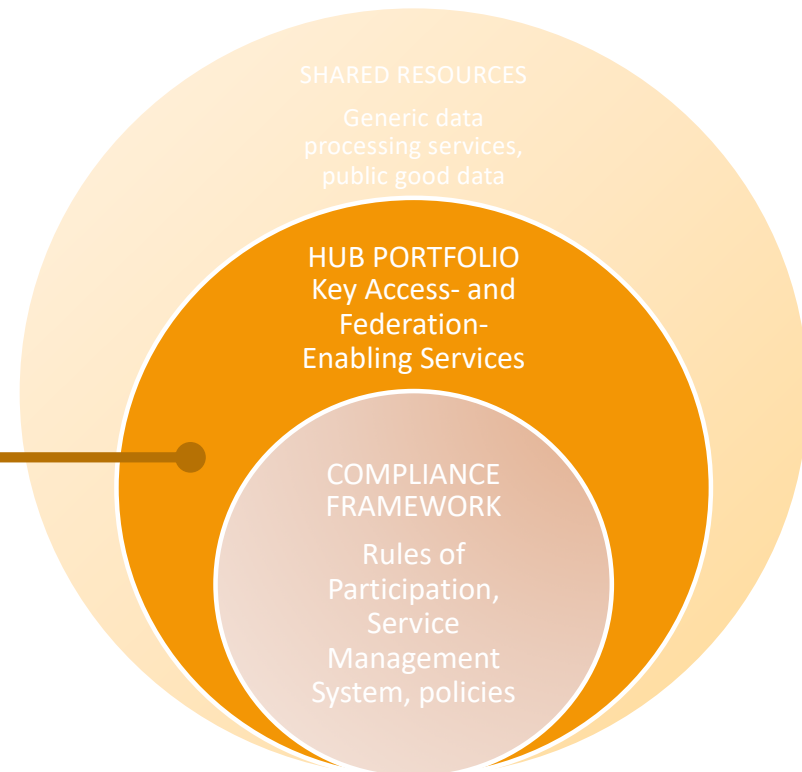 SHARED RESOURCES
Generic data
processing services,
public good data
HUB PORTFOLIO
Key Access- and
Federation-
Enabling Services
COMPLIANCE
FRAMEWORK
Rules of
Participation,
Service
Management
System, policies